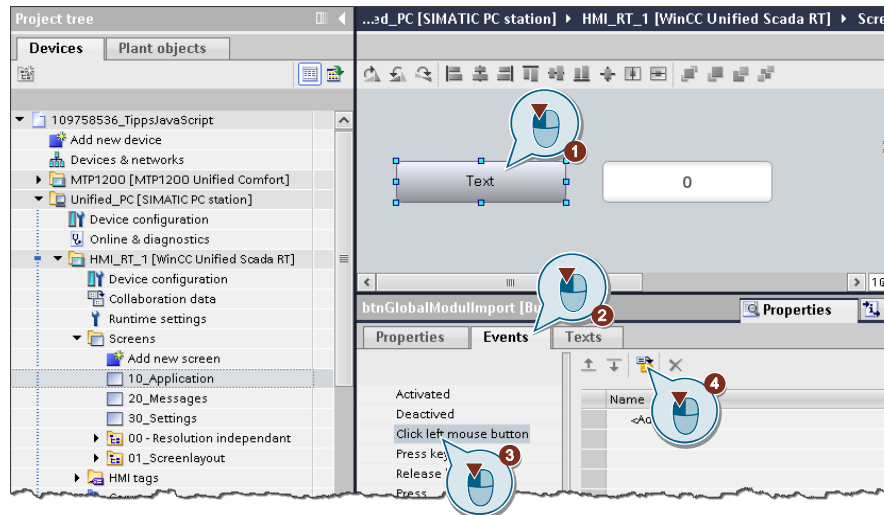 Project tree
Devices
Plant objects
109758536_TippsJavaScript
Add new device
Devices & networks
MTP1200 [MTP1200 Unified Comfort]
Unified_PC [SIMATIC PC station]
Device configuration
Online & diagnostics
HMI_RT_1 [WinCC Unified Scada RT]
Device configuration
Collaboration data
Runtime settings
Screens
Add new screen
10_Application
20_Messages
30_Settings
00 - Resolution independant
01_Screenlayout
HMI tags
...ed_PC [SIMATIC PC station]
HMI_RT_1 [WinCC Unified Scada RT]
1
Text
0
2
btnGlobalModulImport
Properties
Properties
Events
Texts
4
Name
Activated
Deactived
Click left mouse button
3
Press
Release
Press